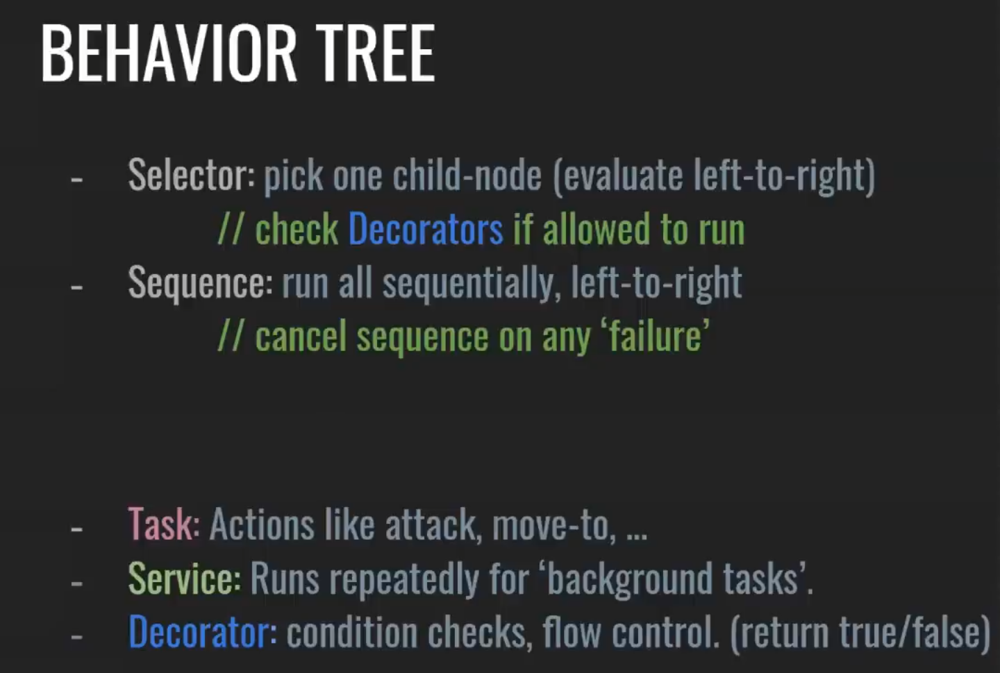 BEHAVIOR TREE
- Selector: pick one child-node (evaluate left-to-right)
// check Decorators if allowed to run
- Sequence: run all sequentially, left-to-right
// cancel sequence on any ‘failure’
- Task: Actions like attack, move-to, ...
- Service: Runs repeatedly for ‘background tasks’.
- Decorator: condition checks, flow control. (return true/false)